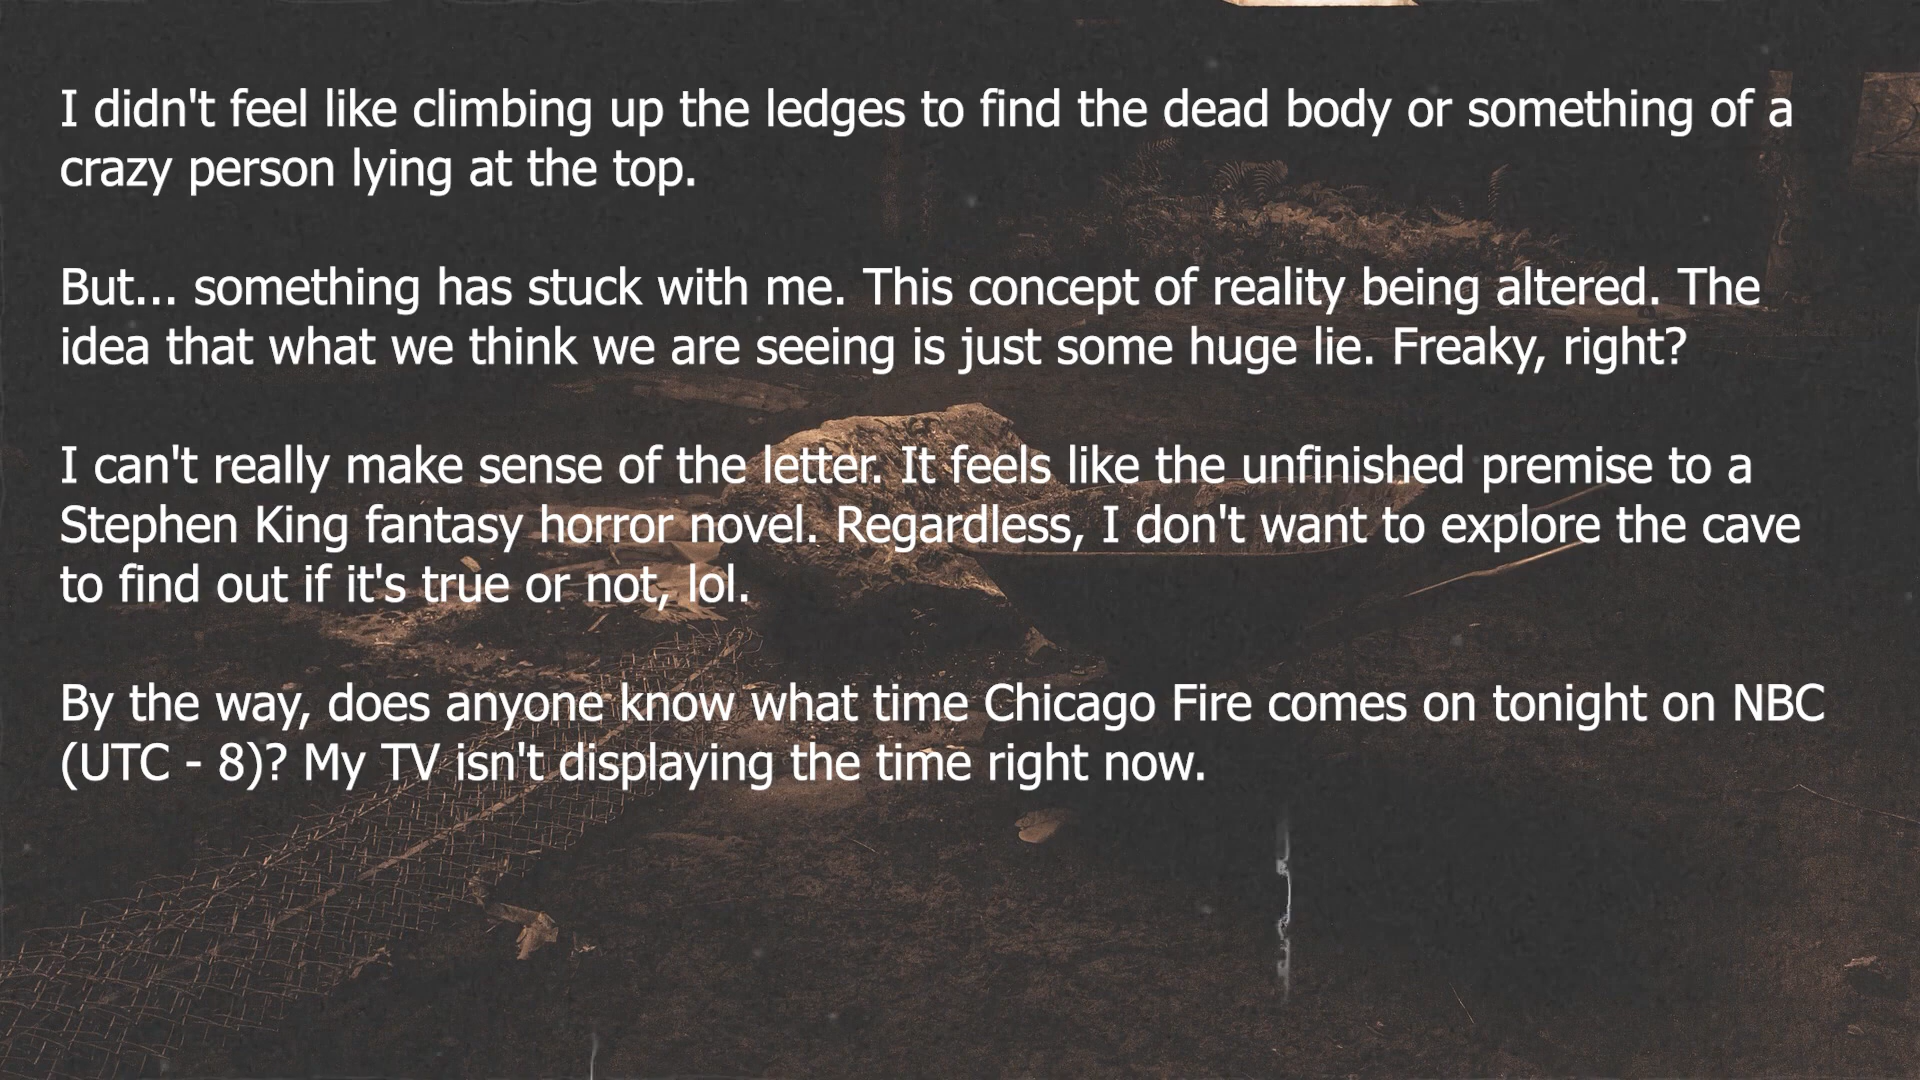 I didn't feel like climbing up the ledges to find the dead body or something of a
crazy person lying at the top.
But... something has stuck with me. This concept of reality being altered. The
idea that what we think we are seeing is just some huge lie. Freaky, right?
I can't really make sense of the letter. It feels like the unfinished premise to a
Stephen King fantasy horror novel. Regardless, I don't want to explore the cave
to find out if it's true or not, lol.
By the way, does anyone know what time Chicago Fire comes on tonight on NBC
(UTC - 8)? My TV isn't displaying the time right now.